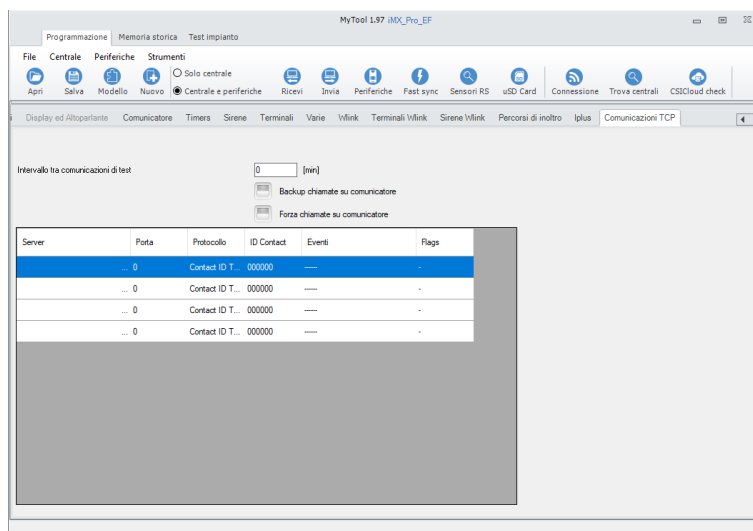 MyTool 1.97 iMX_Pro_EF
Programmazione Memoria storica Test impianto
File Centrale Periferiche Strumenti
Apri Salva Modello Nuovo
Solo centrale
Centrale e periferiche
Ricevi Invia Periferiche Fast sync Sensori RS uSD Card Connessione Trova centrali CSICloud check
Display ed Altoparlante Comunicatore Timers Sirene Terminali Varie Wlink Terminali Wlink Sirene Wlink Percorsi di inoltro Iplus Comunicazioni TCP
Intervallo tra comunicazioni di test 0 [min]
Backup chiamate su comunicatore
Forza chiamate su comunicatore
Server Porta Protocollo ID Contact Eventi Flags
... 0 Contact ID T... 000000 ----- -
... 0 Contact ID T... 000000 ----- -
... 0 Contact ID T... 000000 ----- -
... 0 Contact ID T... 000000 ----- -